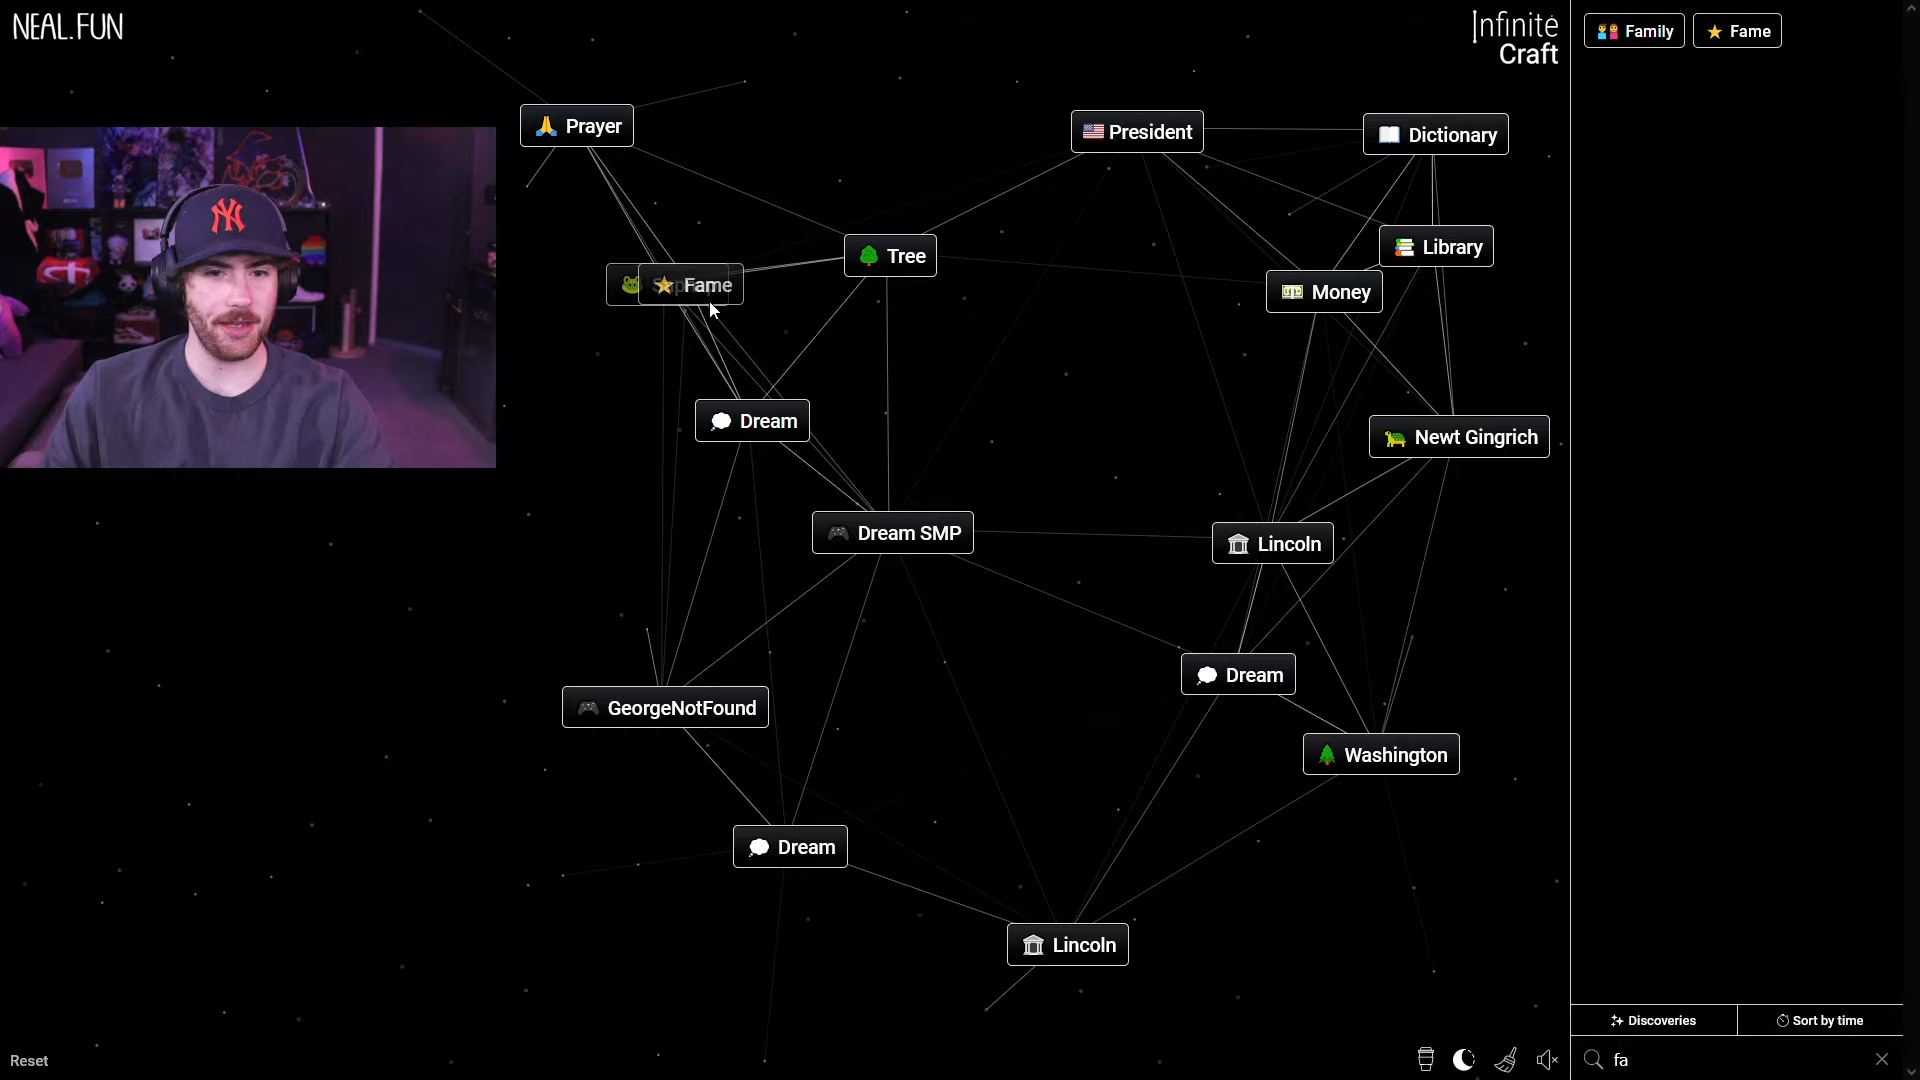 NEAL.FUN
Infinite
Craft
Family
Fame
Prayer
President
Dictionary
Tree
Library
Fame
Money
Dream
Newt Gingrich
Dream SMP
Lincoln
Dream
GeorgeNotFound
Washington
Dream
Lincoln
Discoveries
Sort by time
Reset
fa